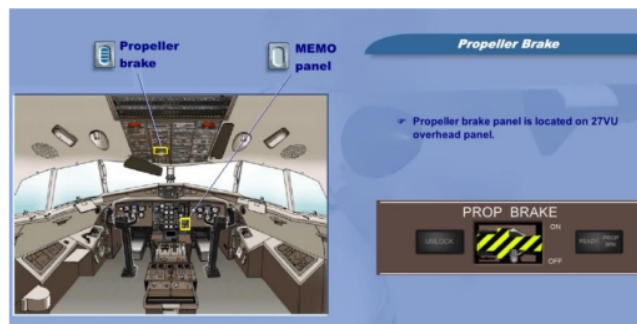 Propeller
brake
MEMO
panel
Propeller Brake
☞ Propeller brake panel is located on 27VU
overhead panel.
PROP BRAKE
UNLOCK
ON
OFF
READY
PROP
BRK